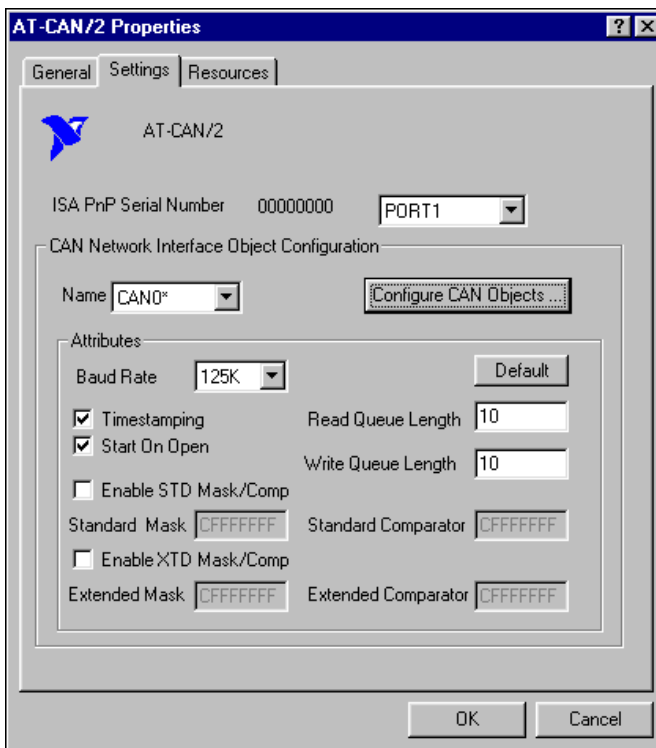 AT-CAN/2 Properties
General Settings Resources
AT-CAN/2
ISA PnP Serial Number 00000000 PORT1
CAN Network Interface Object Configuration
Name CAN0* Configure CAN Objects ...
Attributes
Baud Rate 125K Default
Timestamping Read Queue Length 10
Start On Open
Write Queue Length 10
Enable STD Mask/Comp
Standard Mask CFFFFFFF Standard Comparator CFFFFFFF
Enable XTD Mask/Comp
Extended Mask CFFFFFFF Extended Comparator CFFFFFFF
OK Cancel